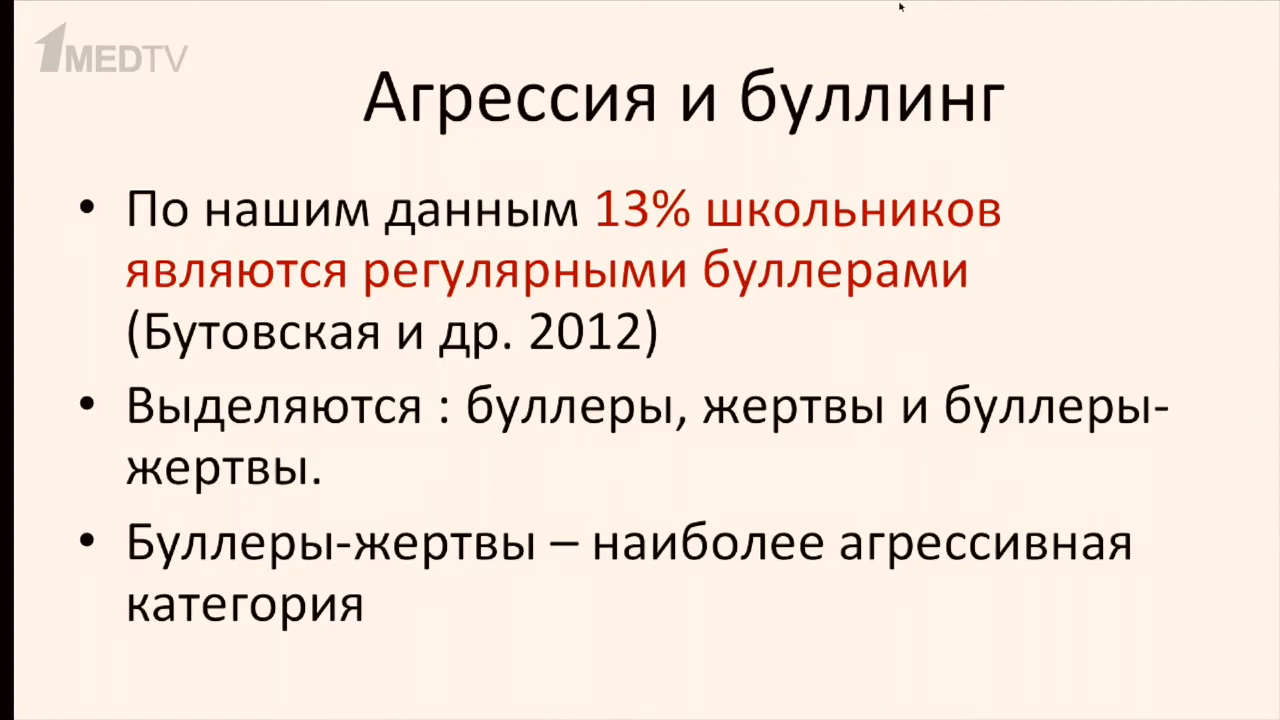 1MEDTV
Агрессия и буллинг
• По нашим данным 13% школьников
являются регулярными буллерами
(Бутовская и др. 2012)
• Выделяются : буллеры, жертвы и буллеры-
жертвы.
• Буллеры-жертвы – наиболее агрессивная
категория